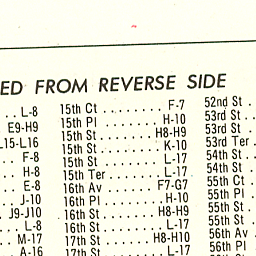 ED FROM REVERSE SIDE
. . L-8
E9-H9
L15-L16
. . . F-8
. . . H-8
. . . E-8
. . J-10
. J9-J10
. . . L-8
. . M-17
. . A-16
15th Ct . . . . . . . . F-7
15th Pl . . . . . . . . H-10
15th St . . . . . . . H8-H9
15th St . . . . . . . . K-10
15th St . . . . . . . . L-17
15th Ter . . . . . . . L-17
16th Av . . . . . . . F7-G7
16th Pl . . . . . . . . H-10
16th St . . . . . . . H8-H9
16th St . . . . . . . . L-17
17th St . . . . . . H8-H10
17th St . . . . . . . . L-17
52nd St .
53rd St . .
53rd St .
53rd Ter .
54th St . .
54th St
55th Ct .
55th Pl .
55th St .
55th St .
56th Av .
56th Pl